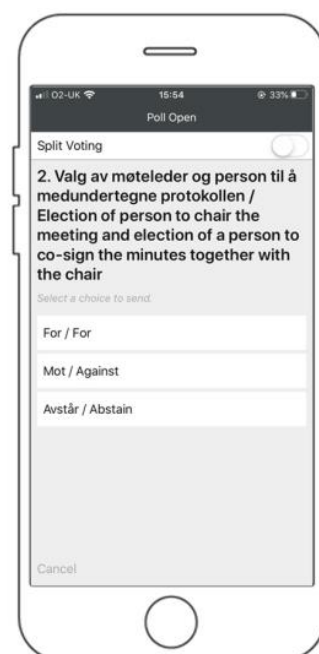 O2-UK 15:54 33%
Poll Open
Split Voting
2. Valg av møteleder og person til å
medundertegne protokollen /
Election of person to chair the
meeting and election of a person to
co-sign the minutes together with
the chair
Select a choice to send.
For / For
Mot / Against
Avstår / Abstain
Cancel